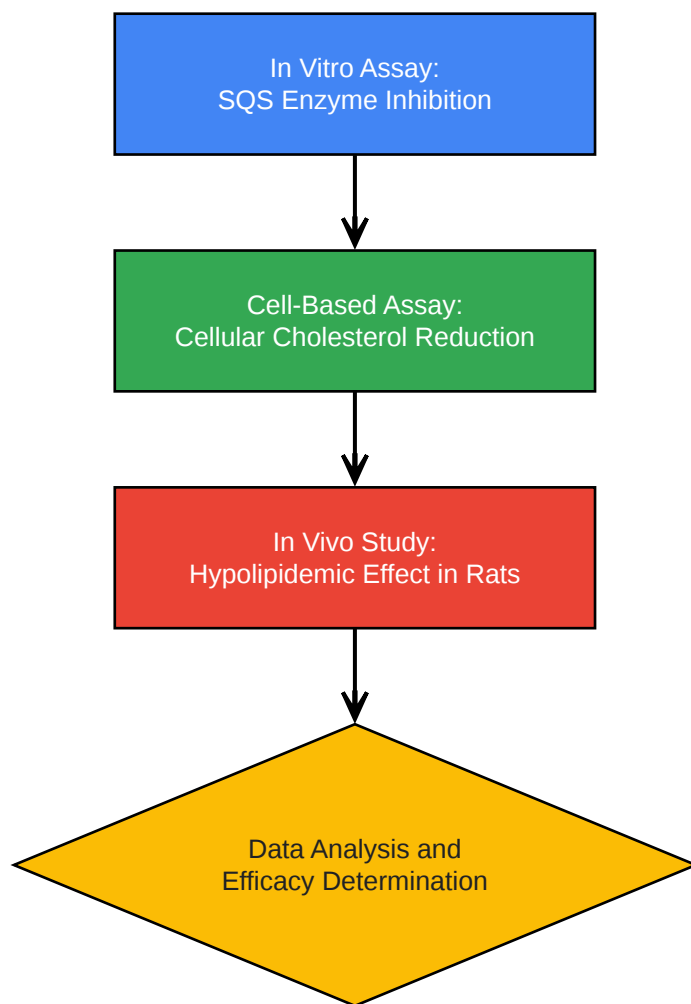 In Vitro Assay:
SQS Enzyme Inhibition
Cell-Based Assay:
Cellular Cholesterol Reduction
In Vivo Study:
Hypolipidemic Effect in Rats
Data Analysis and
Efficacy Determination